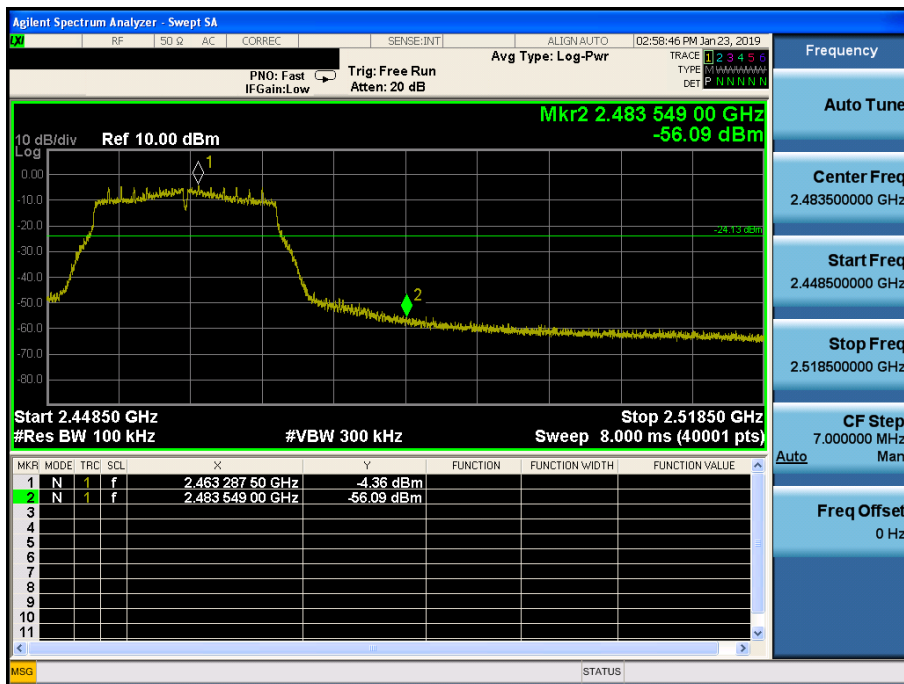 Agilent Spectrum Analyzer - Swept SA
LXI RF 50 Ω AC CORREC SENSE:INT ALIGN AUTO 02:58:46 PM Jan 23, 2019
Avg Type: Log-Pwr
TRACE 1 2 3 4 5 6
TYPE M WWWWW
DET P N N N N N
PNO: Fast
IFGain:Low
Trig: Free Run
Atten: 20 dB
Mkr2 2.483 549 00 GHz
-56.09 dBm
10 dB/div
Log
Ref 10.00 dBm
0.00
-10.0
-20.0
-30.0
-40.0
-50.0
-60.0
-70.0
-80.0
1
-24.13 dBm
2
Start 2.44850 GHz
Stop 2.51850 GHz
#Res BW 100 kHz
#VBW 300 kHz
Sweep 8.000 ms (40001 pts)
MKR MODE TRC SCL X Y FUNCTION FUNCTION WIDTH FUNCTION VALUE
1 N 1 f 2.463 287 50 GHz -4.36 dBm
2 N 1 f 2.483 549 00 GHz -56.09 dBm
3
4
5
6
7
8
9
10
11
MSG
STATUS
Frequency
Auto Tune
Center Freq
2.483500000 GHz
Start Freq
2.448500000 GHz
Stop Freq
2.518500000 GHz
CF Step
7.000000 MHz
Auto Man
Freq Offset
0 Hz